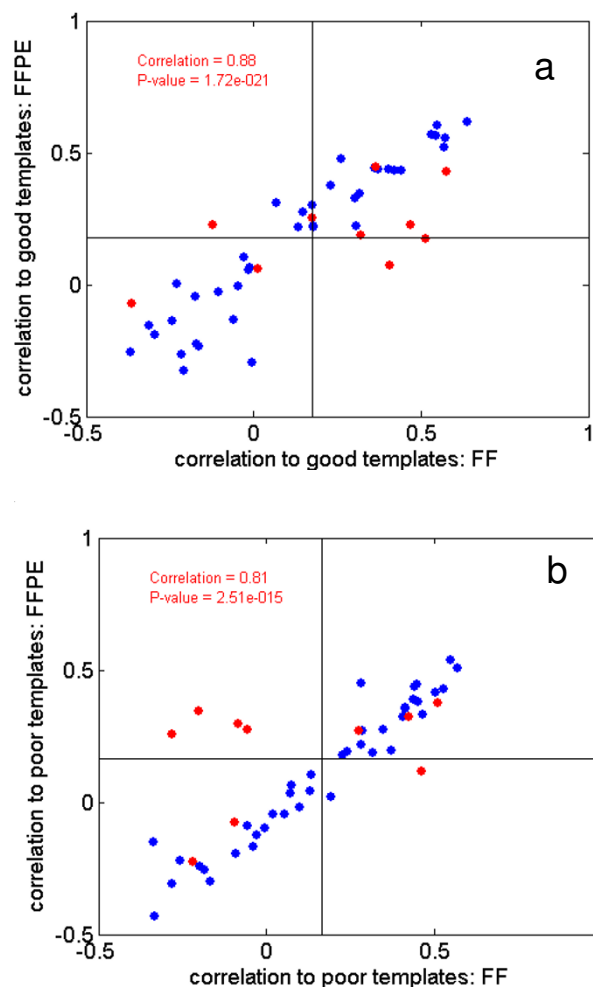 1
Correlation = 0.88
P-value = 1.72e-021
a
correlation to good templates: FFPE
0.5
0
-0.5
-0.5
0
0.5
1
correlation to good templates: FF
1
Correlation = 0.81
P-value = 2.51e-015
b
correlation to poor templates: FFPE
0.5
0
-0.5
0
0.5
correlation to poor templates: FF